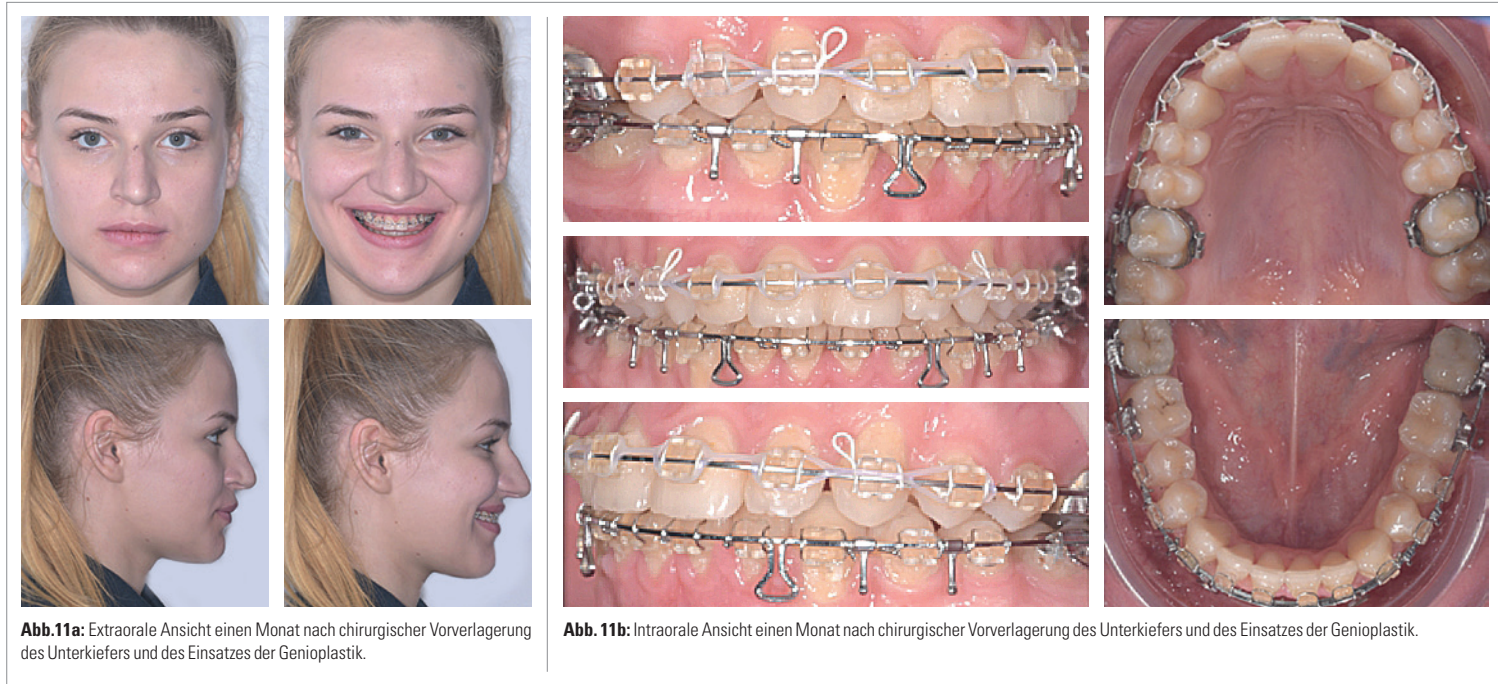 Abb.11a: Extraorale Ansicht einen Monat nach chirurgischer Vorverlagerung
des Unterkiefers und des Einsatzes der Genioplastik.
Abb. 11b: Intraorale Ansicht einen Monat nach chirurgischer Vorverlagerung des Unterkiefers und des Einsatzes der Genioplastik.